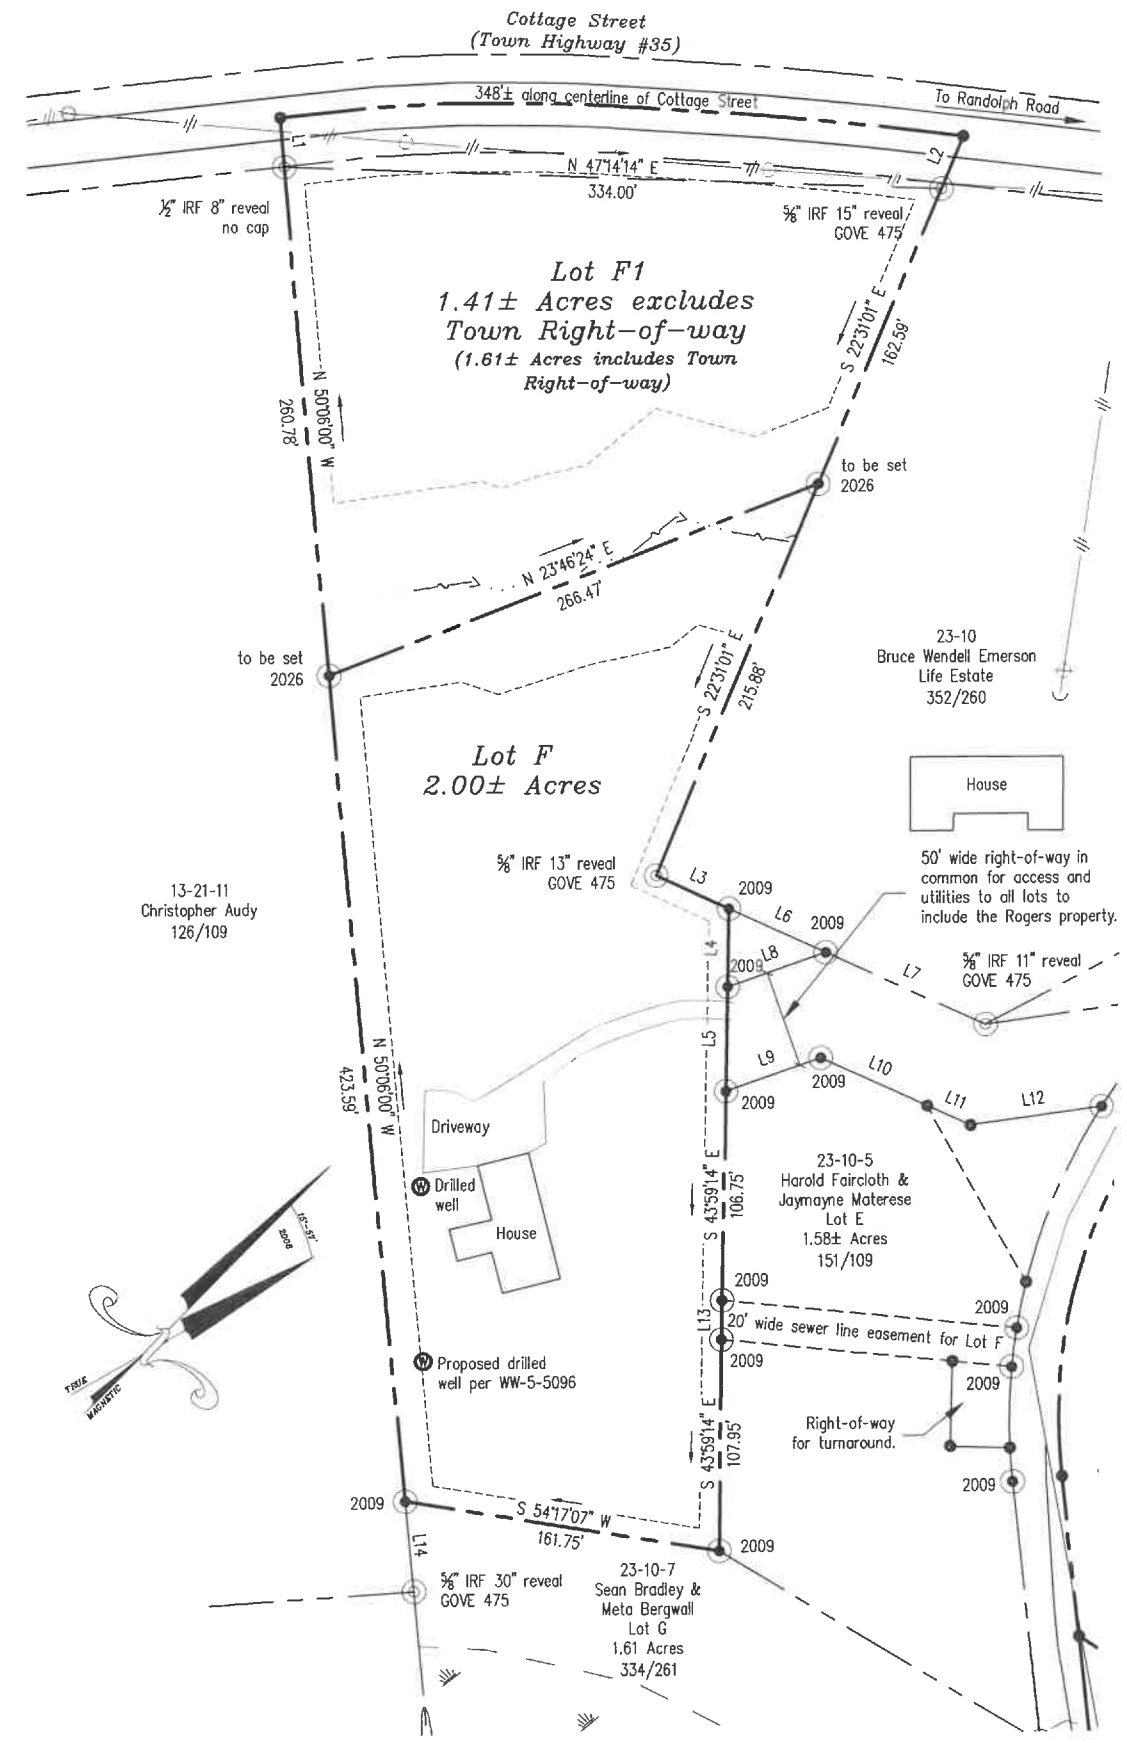 Cottage Street
(Town Highway #35)
348'± along centerline of Cottage Street
To Randolph Road
L1
L2
N 47°14'14" E
334.00'
½" IRF 8" reveal
no cap
⅝" IRF 15" reveal
GOVE 475
Lot F1
1.41± Acres excludes
Town Right-of-way
(1.61± Acres includes Town
Right-of-way)
S 22°31'01" E
162.59'
N 50°06'00" W
260.78'
to be set
2026
N 23°46'24" E
266.47'
to be set
2026
23-10
Bruce Wendell Emerson
Life Estate
352/260
S 22°31'01" E
215.88'
Lot F
2.00± Acres
House
⅝" IRF 13" reveal
GOVE 475
L3
2009
50' wide right-of-way in
common for access and
utilities to all lots to
include the Rogers property.
13-21-11
Christopher Audy
126/109
L6
2009
L4
L8
2009
L7
⅝" IRF 11" reveal
GOVE 475
L5
L9
2009
L10
2009
L11
L12
N 50°06'00" W
423.59'
Driveway
Drilled
well
W
House
S 43°59'14" E
106.75'
23-10-5
Harold Faircloth &
Jaymayne Materese
Lot E
1.58± Acres
151/109
15°-57'
2008
TRUE
MAGNETIC
2009
2009
L13
20' wide sewer line easement for Lot F
2009
2009
W
Proposed drilled
well per WW-5-5096
S 43°59'14" E
107.95'
Right-of-way
for turnaround.
2009
2009
S 54°17'07" W
161.75'
2009
L14
⅝" IRF 30" reveal
GOVE 475
23-10-7
Sean Bradley &
Meta Bergwall
Lot G
1.61 Acres
334/261